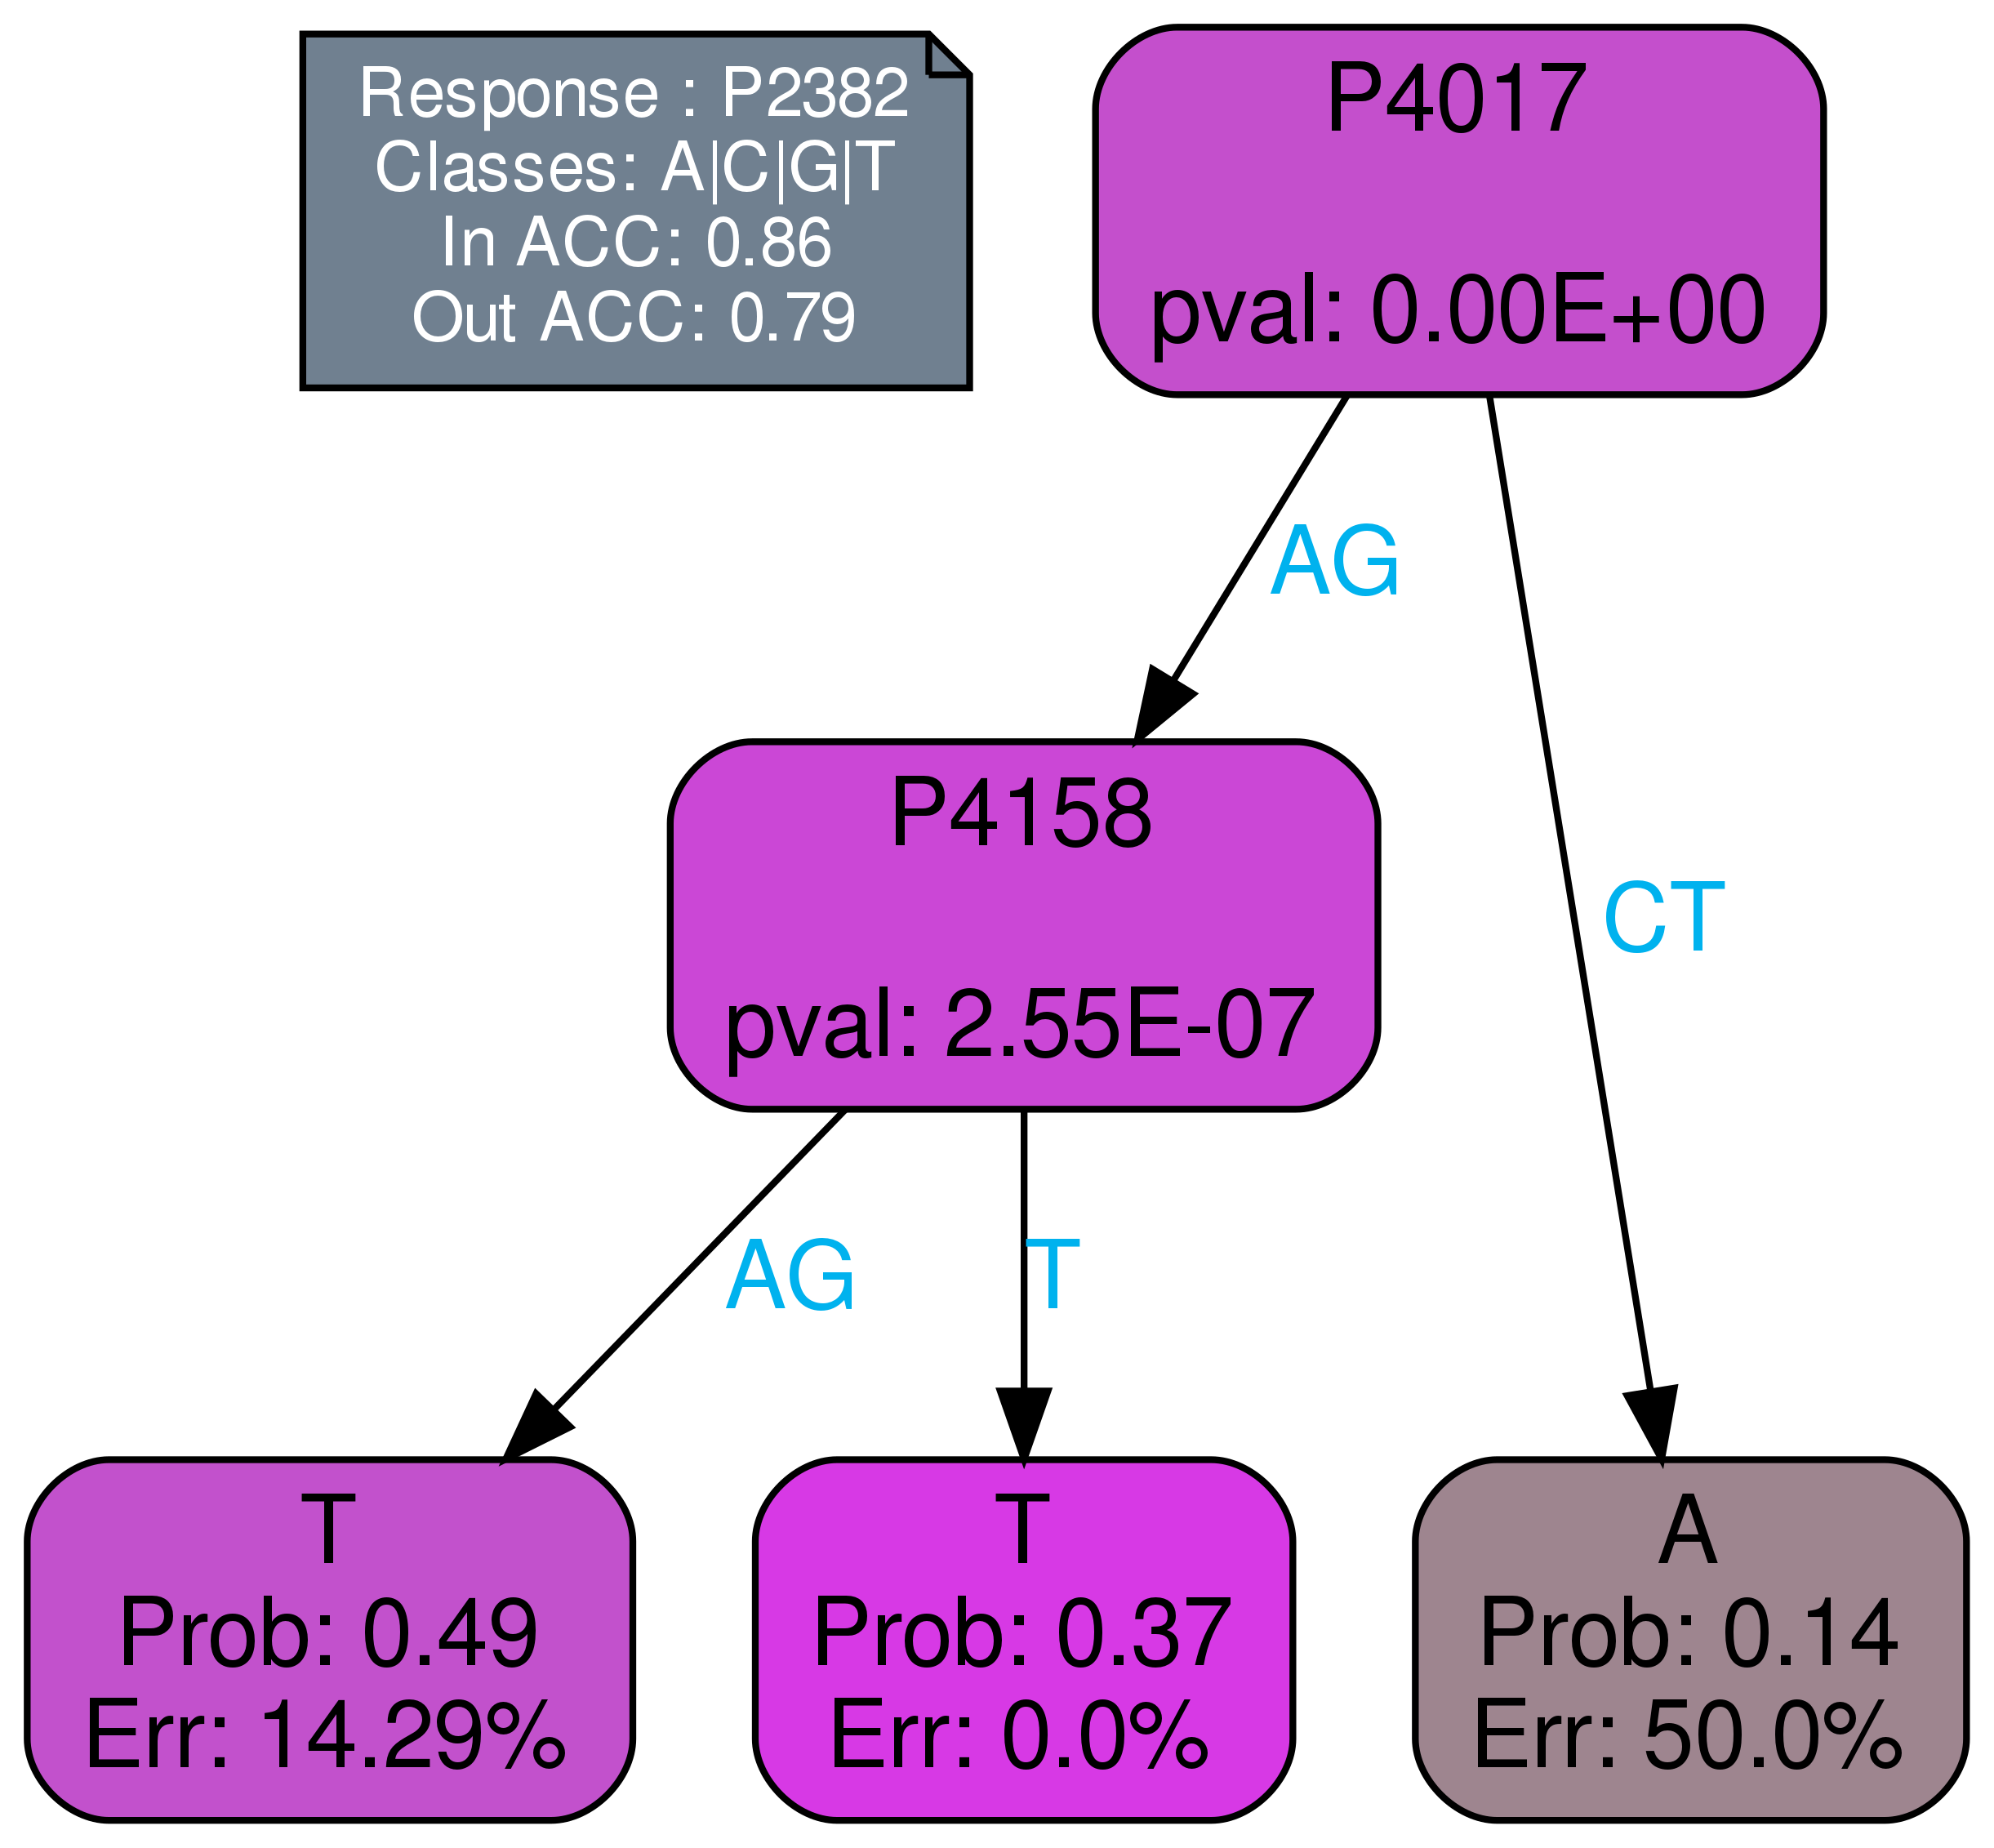 Response : P2382
Classes: A|C|G|T
In ACC: 0.86
Out ACC: 0.79
P4017
pval: 0.00E+00
AG
CT
P4158
pval: 2.55E-07
AG
T
T
Prob: 0.49
Err: 14.29%
T
Prob: 0.37
Err: 0.0%
A
Prob: 0.14
Err: 50.0%